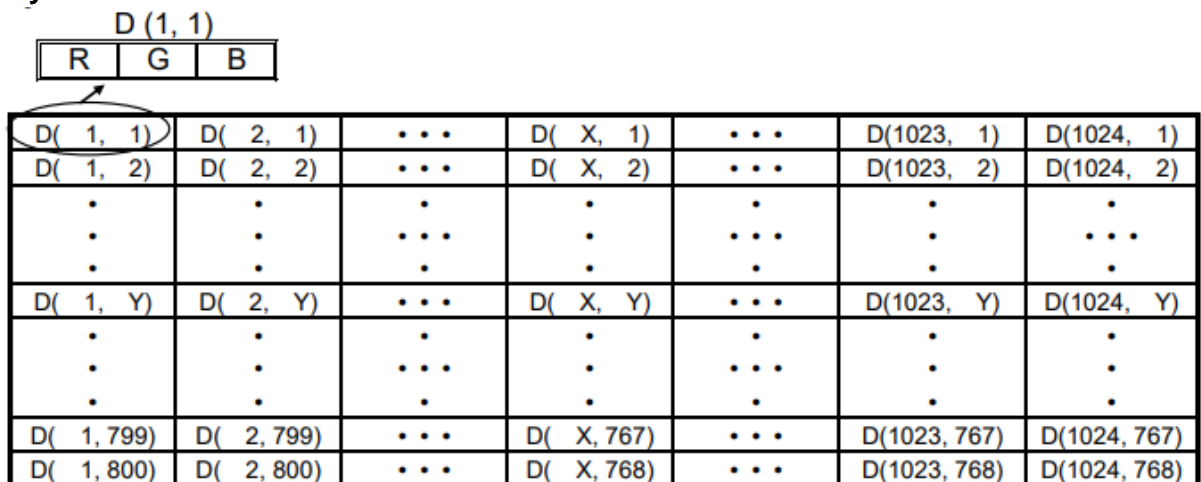 D (1, 1)
R G B
D( 1, 1) D( 2, 1) • • • D( X, 1) • • • D(1023, 1) D(1024, 1)
D( 1, 2) D( 2, 2) • • • D( X, 2) • • • D(1023, 2) D(1024, 2)
• • • • • • •
• • • • • • • • • • • • •
• • • • • • •
D( 1, Y) D( 2, Y) • • • D( X, Y) • • • D(1023, Y) D(1024, Y)
• • • • • • •
• • • • • • • • • • •
• • • • • • •
D( 1, 799) D( 2, 799) • • • D( X, 767) • • • D(1023, 767) D(1024, 767)
D( 1, 800) D( 2, 800) • • • D( X, 768) • • • D(1023, 768) D(1024, 768)